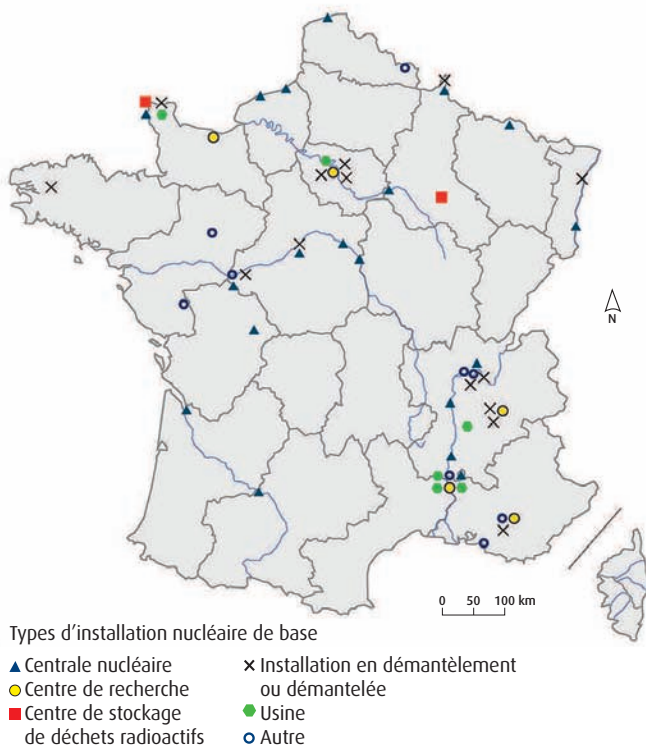 N
0 50 100 km
Types d'installation nucléaire de base
Centrale nucléaire
Centre de recherche
Centre de stockage
de déchets radioactifs
Installation en démantèlement
ou démantelée
Usine
Autre